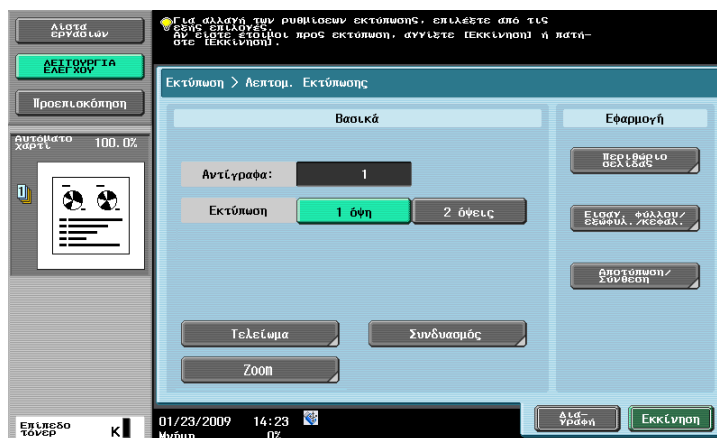 Λίστα
εργασιών
ΛΕΙΤΟΥΡΓΙΑ
ΕΛΕΓΧΟΥ
Προεπισκόπηση
Αυτόματο
χαρτί
100.0%
1
Επίπεδο
τόνερ
K
Για αλλαγή των ρυθμίσεων εκτύπωσης, επιλέξτε από τις
εξής επιλογές.
Αν είστε έτοιμοι προς εκτύπωση, αγγίξτε [Εκκίνηση] ή πατή-
στε [Εκκίνηση].
Εκτύπωση > Λεπτομ. Εκτύπωσης
Βασικά
Αντίγραφα:
1
Εκτύπωση
1 όψη
2 όψεις
Τελείωμα
Συνδυασμός
Zoom
Εφαρμογή
Περιθώριο
σελίδας
Εισαγ. φύλλου/
εξωφυλ./κεφαλ.
Αποτύπωση/
Σύνθεση
01/23/2009 14:23
Μνήμη 0%
Δια-
γραφή
Εκκίνηση